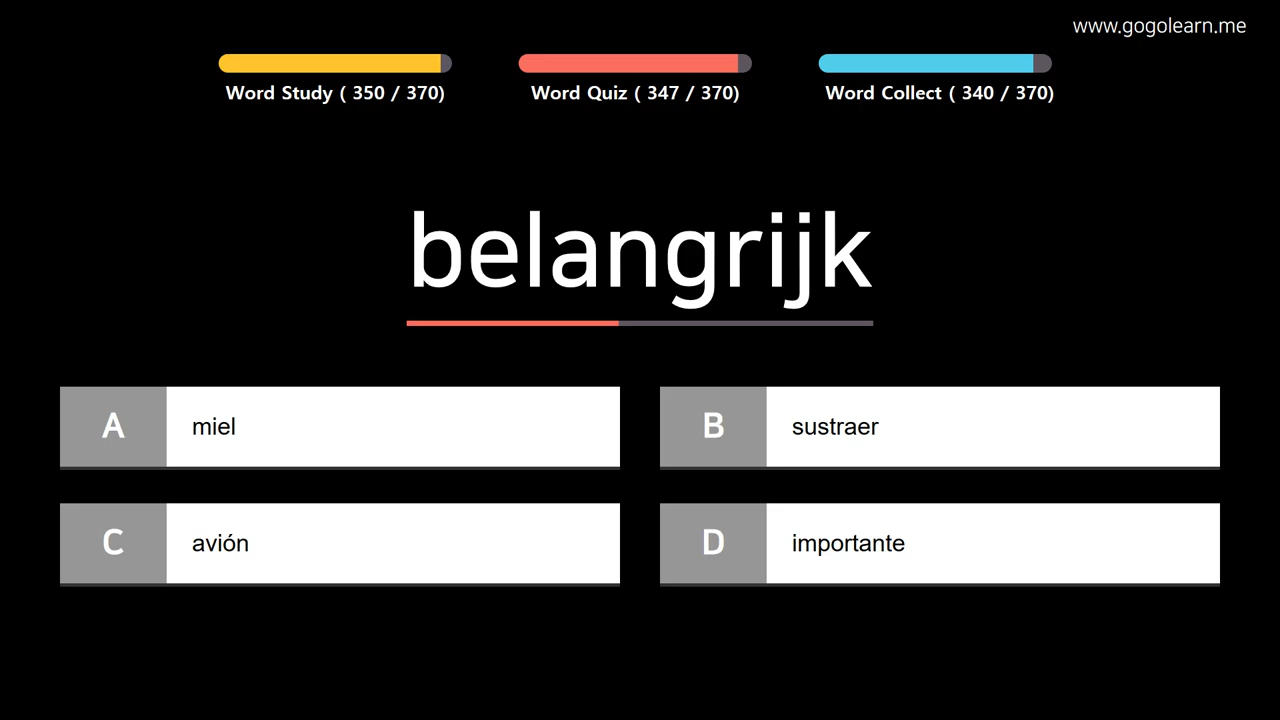 www.gogolearn.me
Word Study ( 350 / 370)
Word Quiz ( 347 / 370)
Word Collect ( 340 / 370)
belangrijk
A miel
B sustraer
C avión
D importante